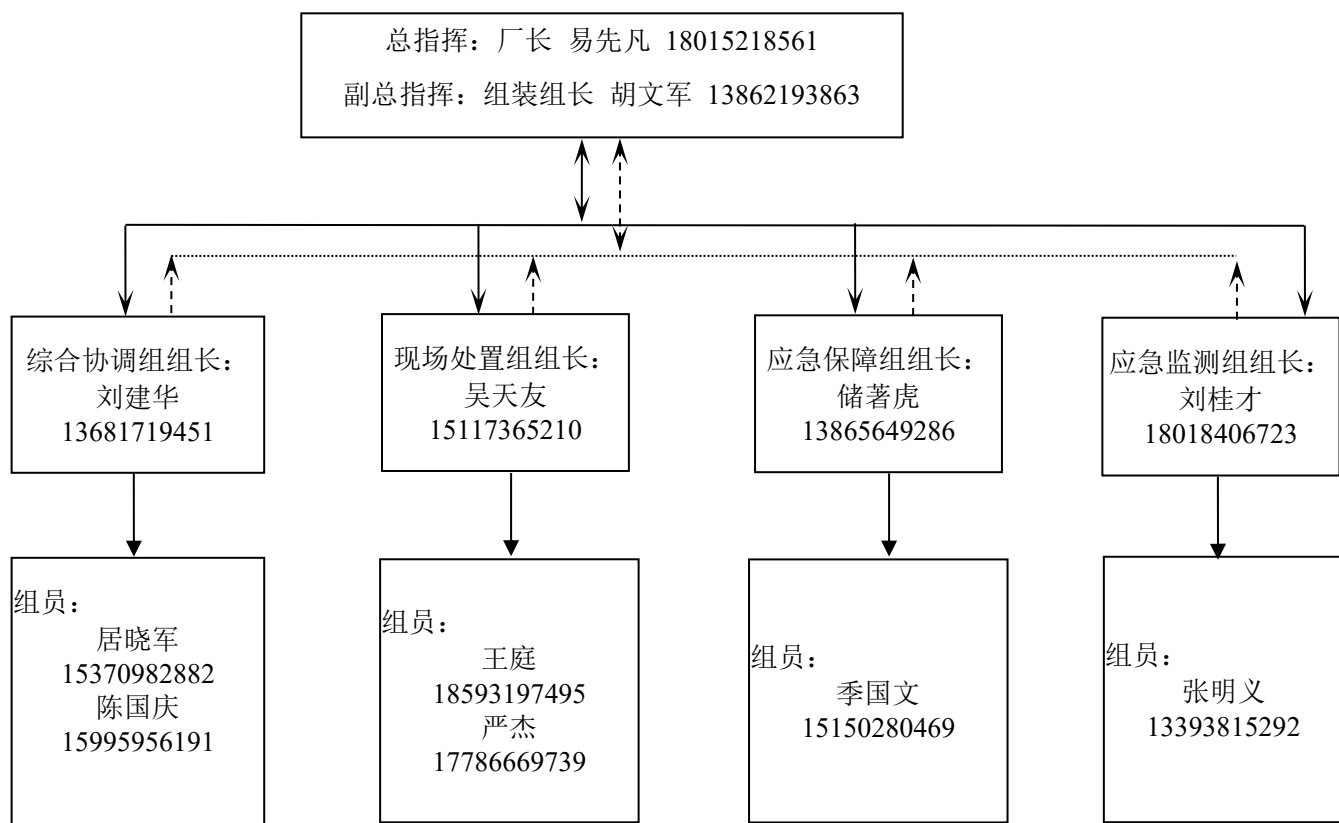 总指挥：厂长 易先凡 18015218561
副总指挥：组装组长 胡文军 13862193863
综合协调组组长：
刘建华
13681719451
现场处置组组长：
吴天友
15117365210
应急保障组组长：
储著虎
13865649286
应急监测组组长：
刘桂才
18018406723
组员：
居晓军
15370982882
陈国庆
15995956191
组员：
王庭
18593197495
严杰
17786669739
组员：
季国文
15150280469
组员：
张明义
13393815292